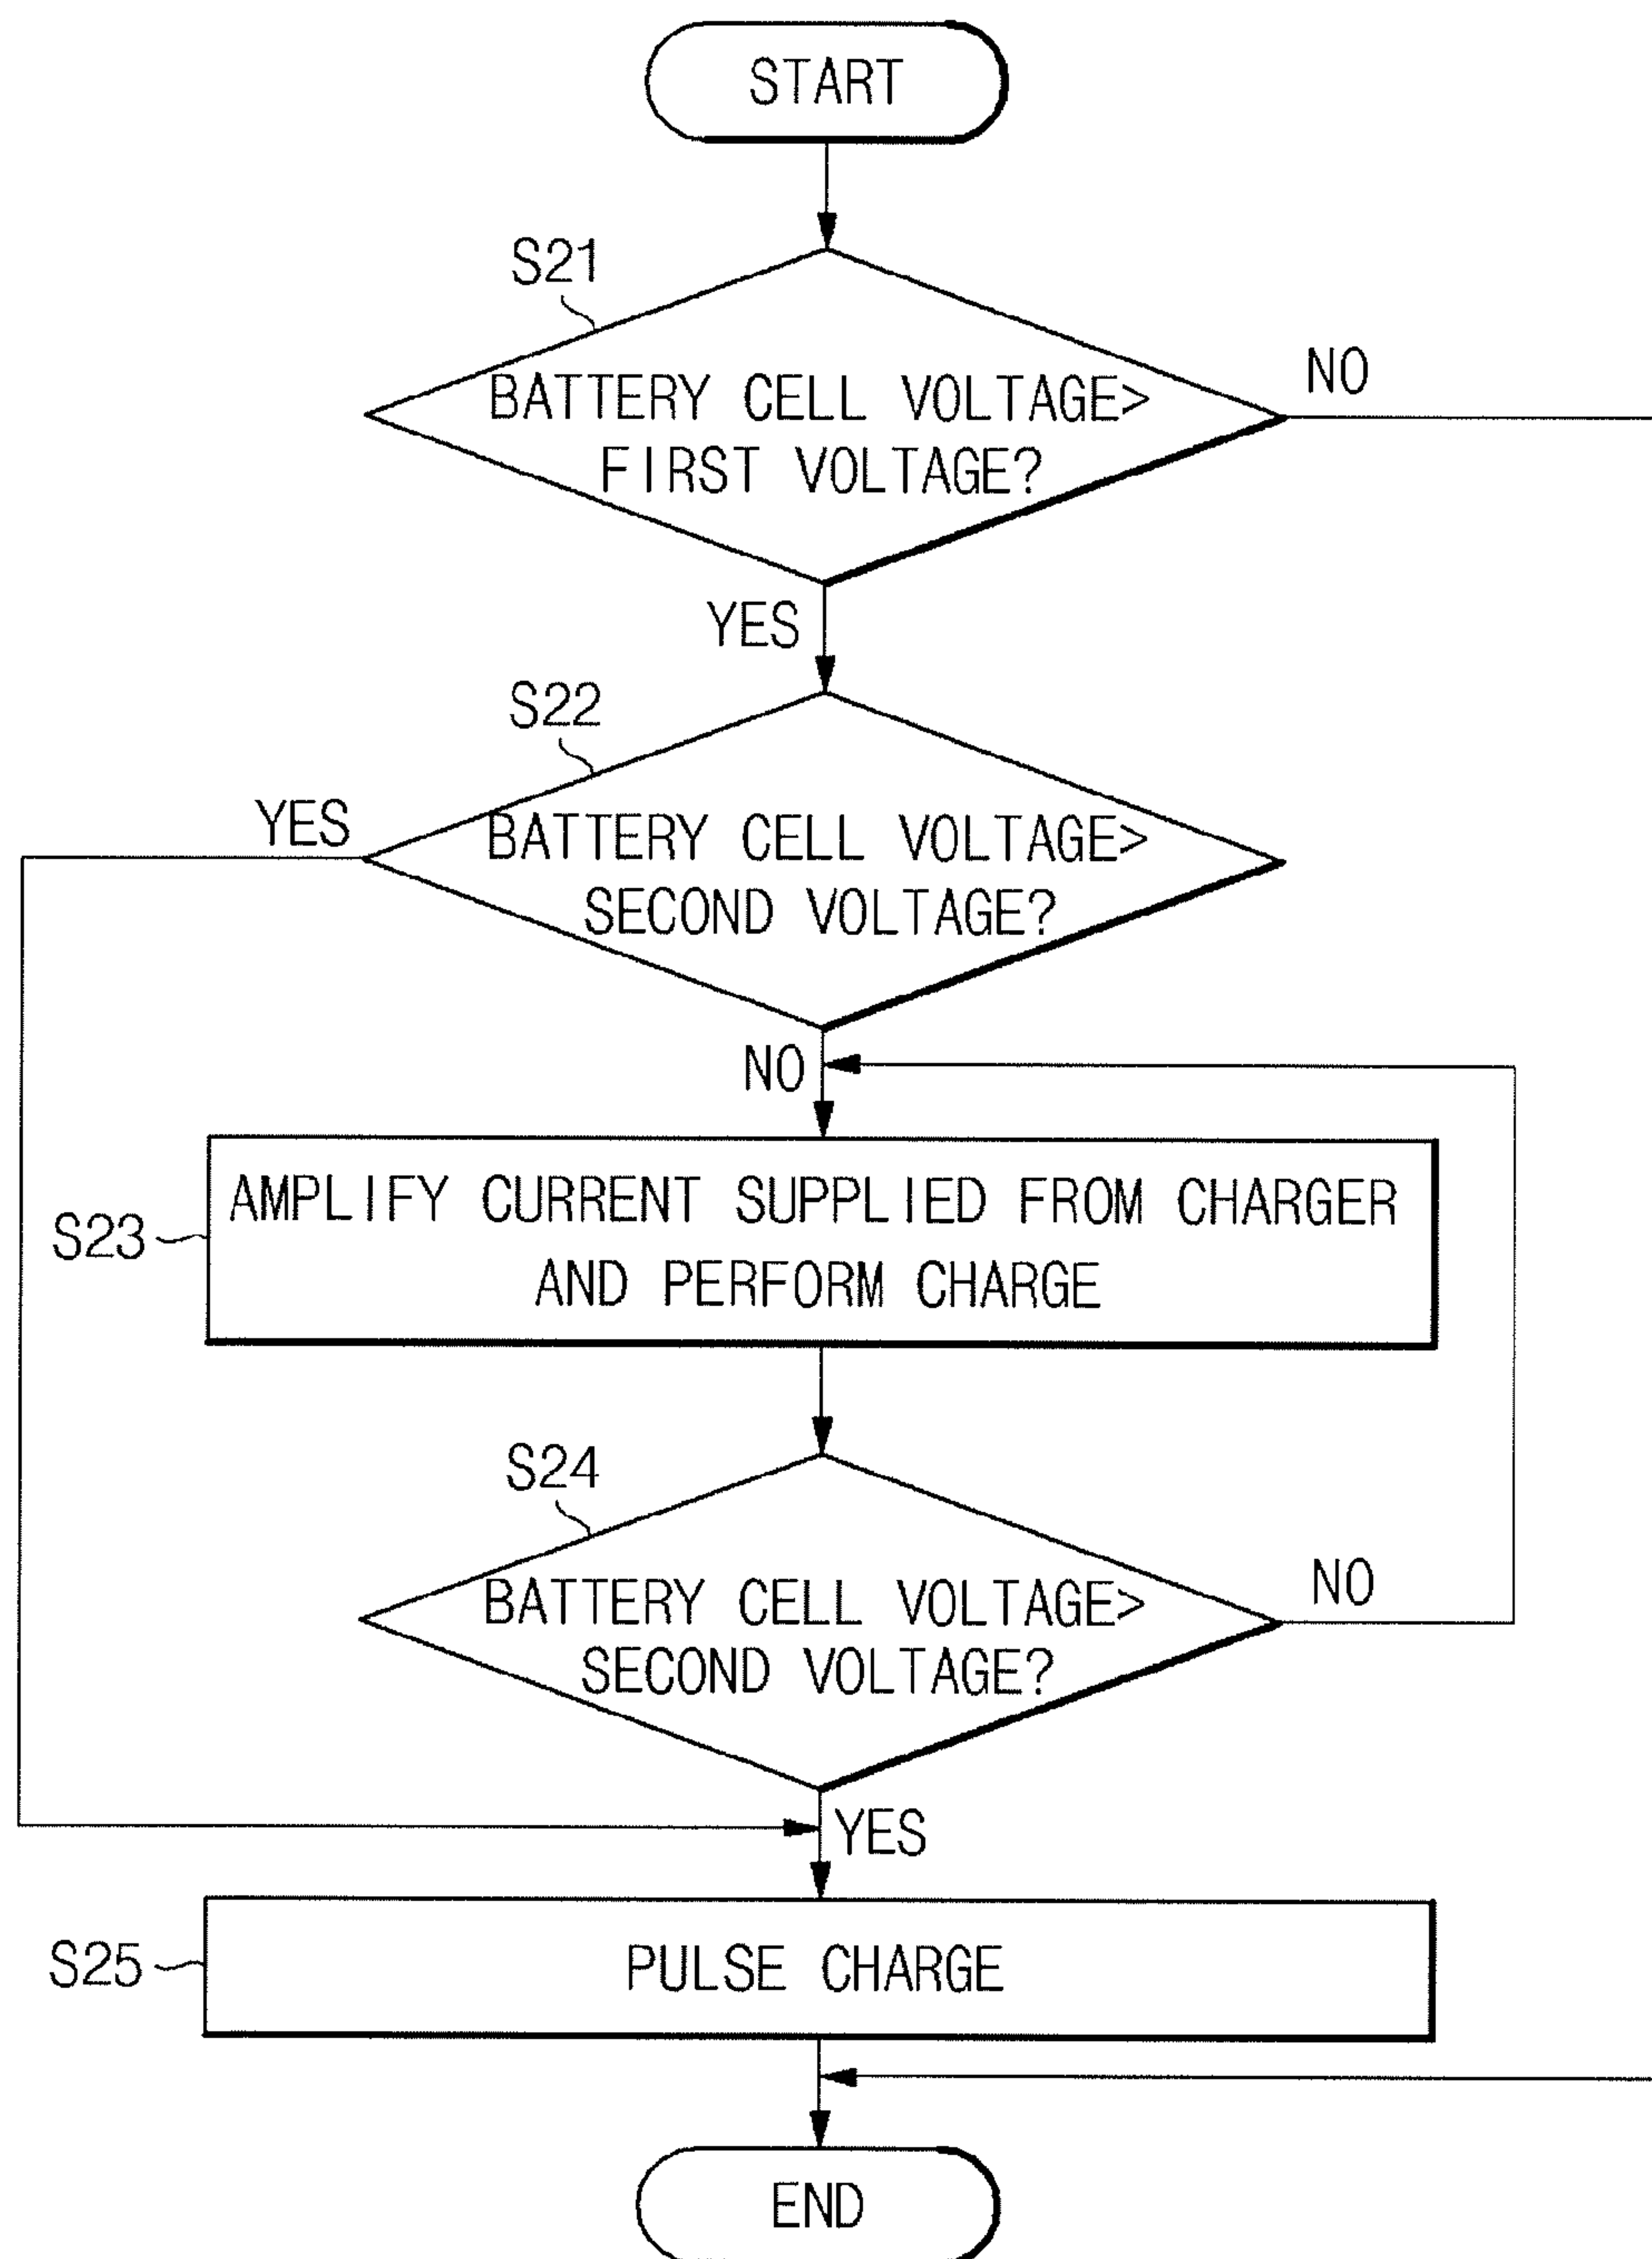 START
S21
BATTERY CELL VOLTAGE>
FIRST VOLTAGE?
NO
YES
S22
YES
BATTERY CELL VOLTAGE>
SECOND VOLTAGE?
NO
S23
AMPLIFY CURRENT SUPPLIED FROM CHARGER
AND PERFORM CHARGE
S24
BATTERY CELL VOLTAGE>
SECOND VOLTAGE?
NO
YES
S25
PULSE CHARGE
END